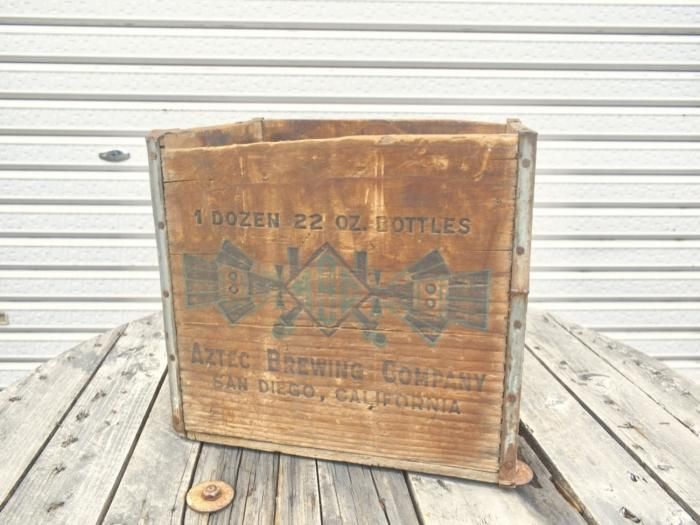 1 DOZEN 22 OZ. BOTTLES
AZTEC BREWING COMPANY
SAN DIEGO, CALIFORNIA